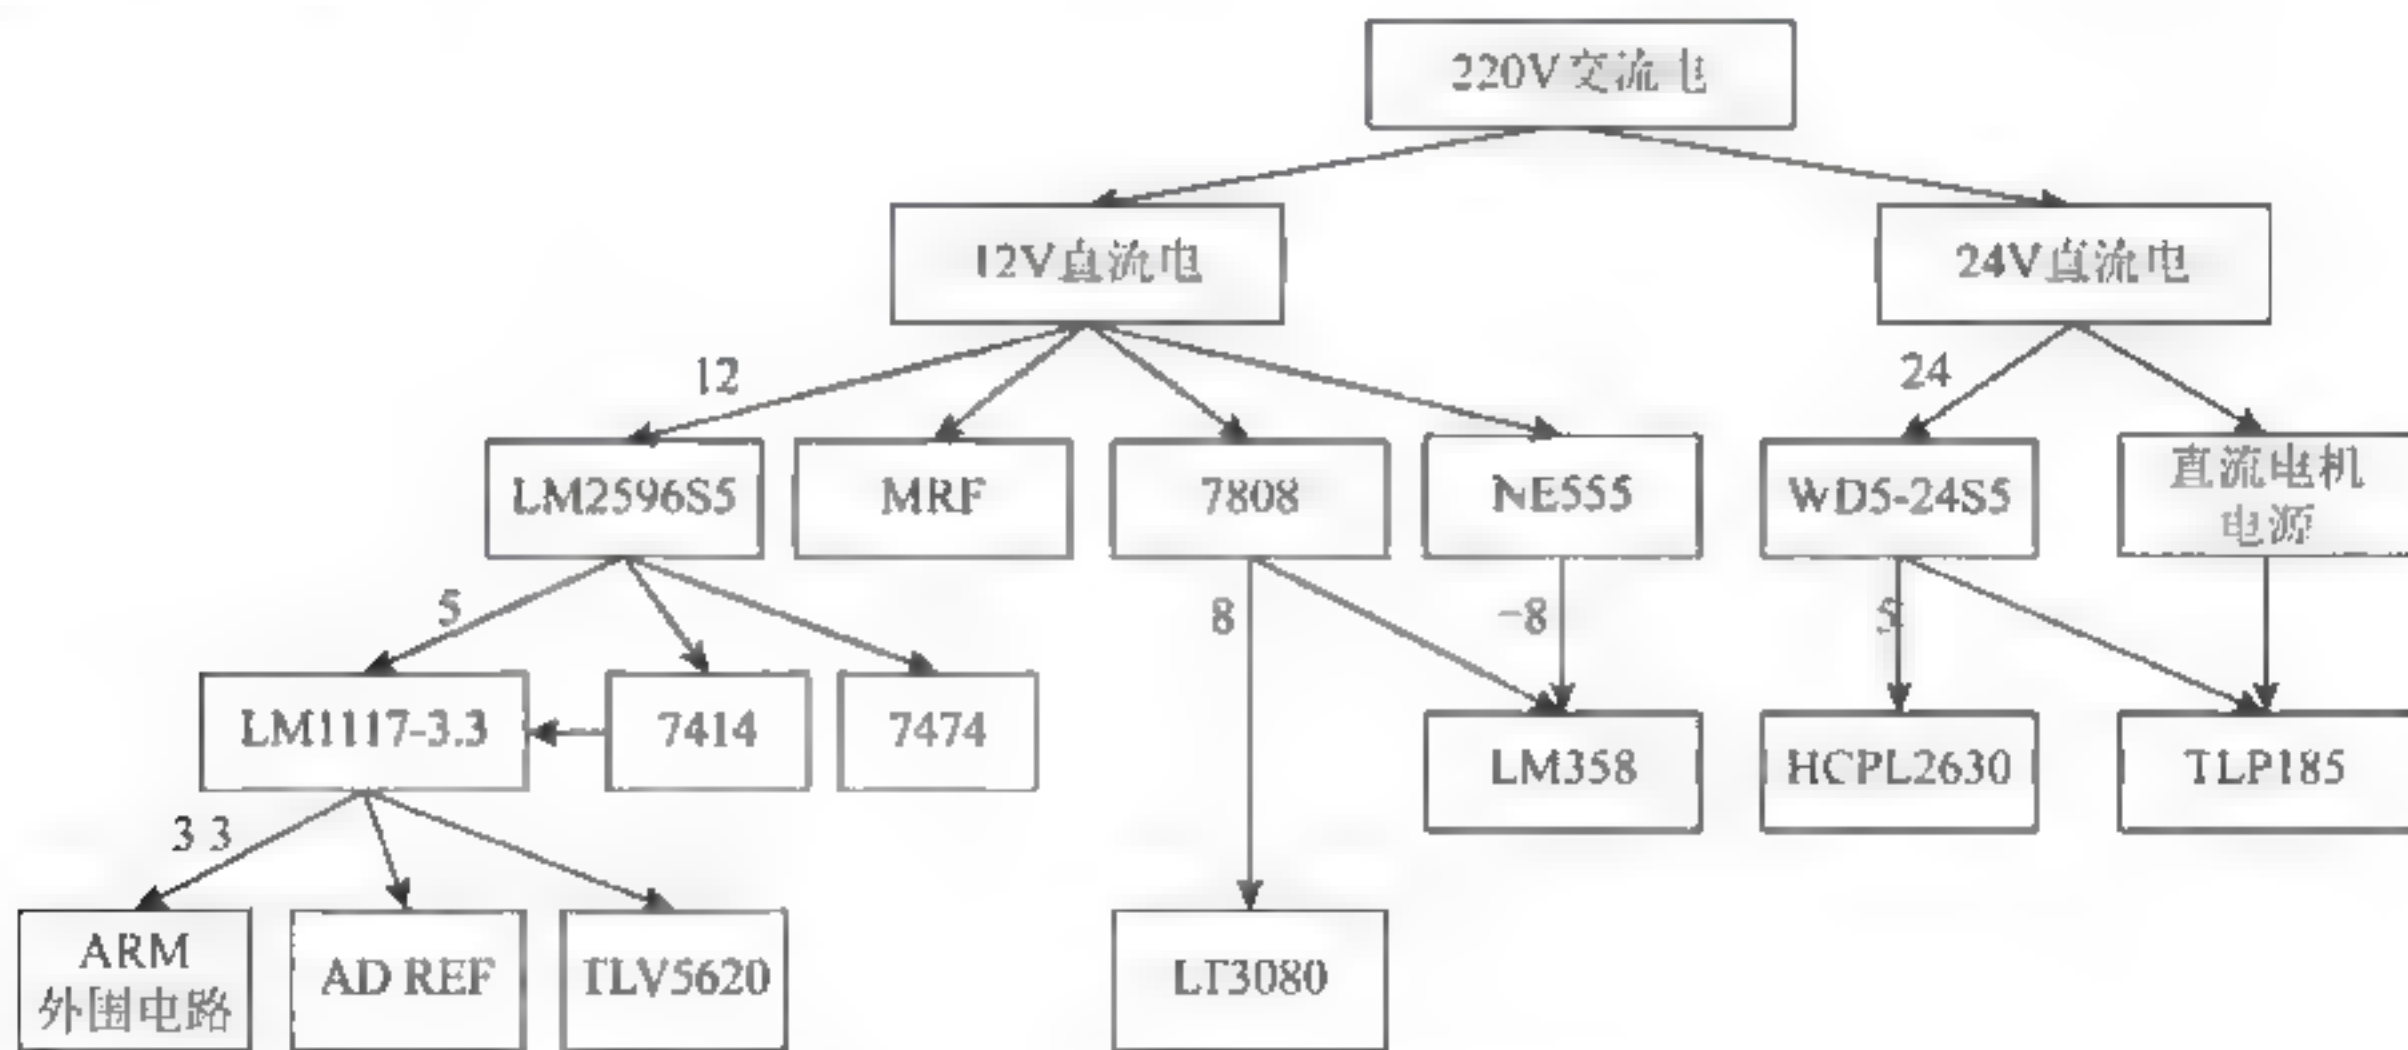 220V交流电
12V直流电
24V直流电
12
24
LM2596S5
MRF
7808
NE555
WD5-24S5
直流电机
电源
5
8
-8
5
LM1117-3.3
7414
7474
LM358
HCPL2630
TLP185
3 3
ARM
外围电路
AD REF
TLV5620
LT3080